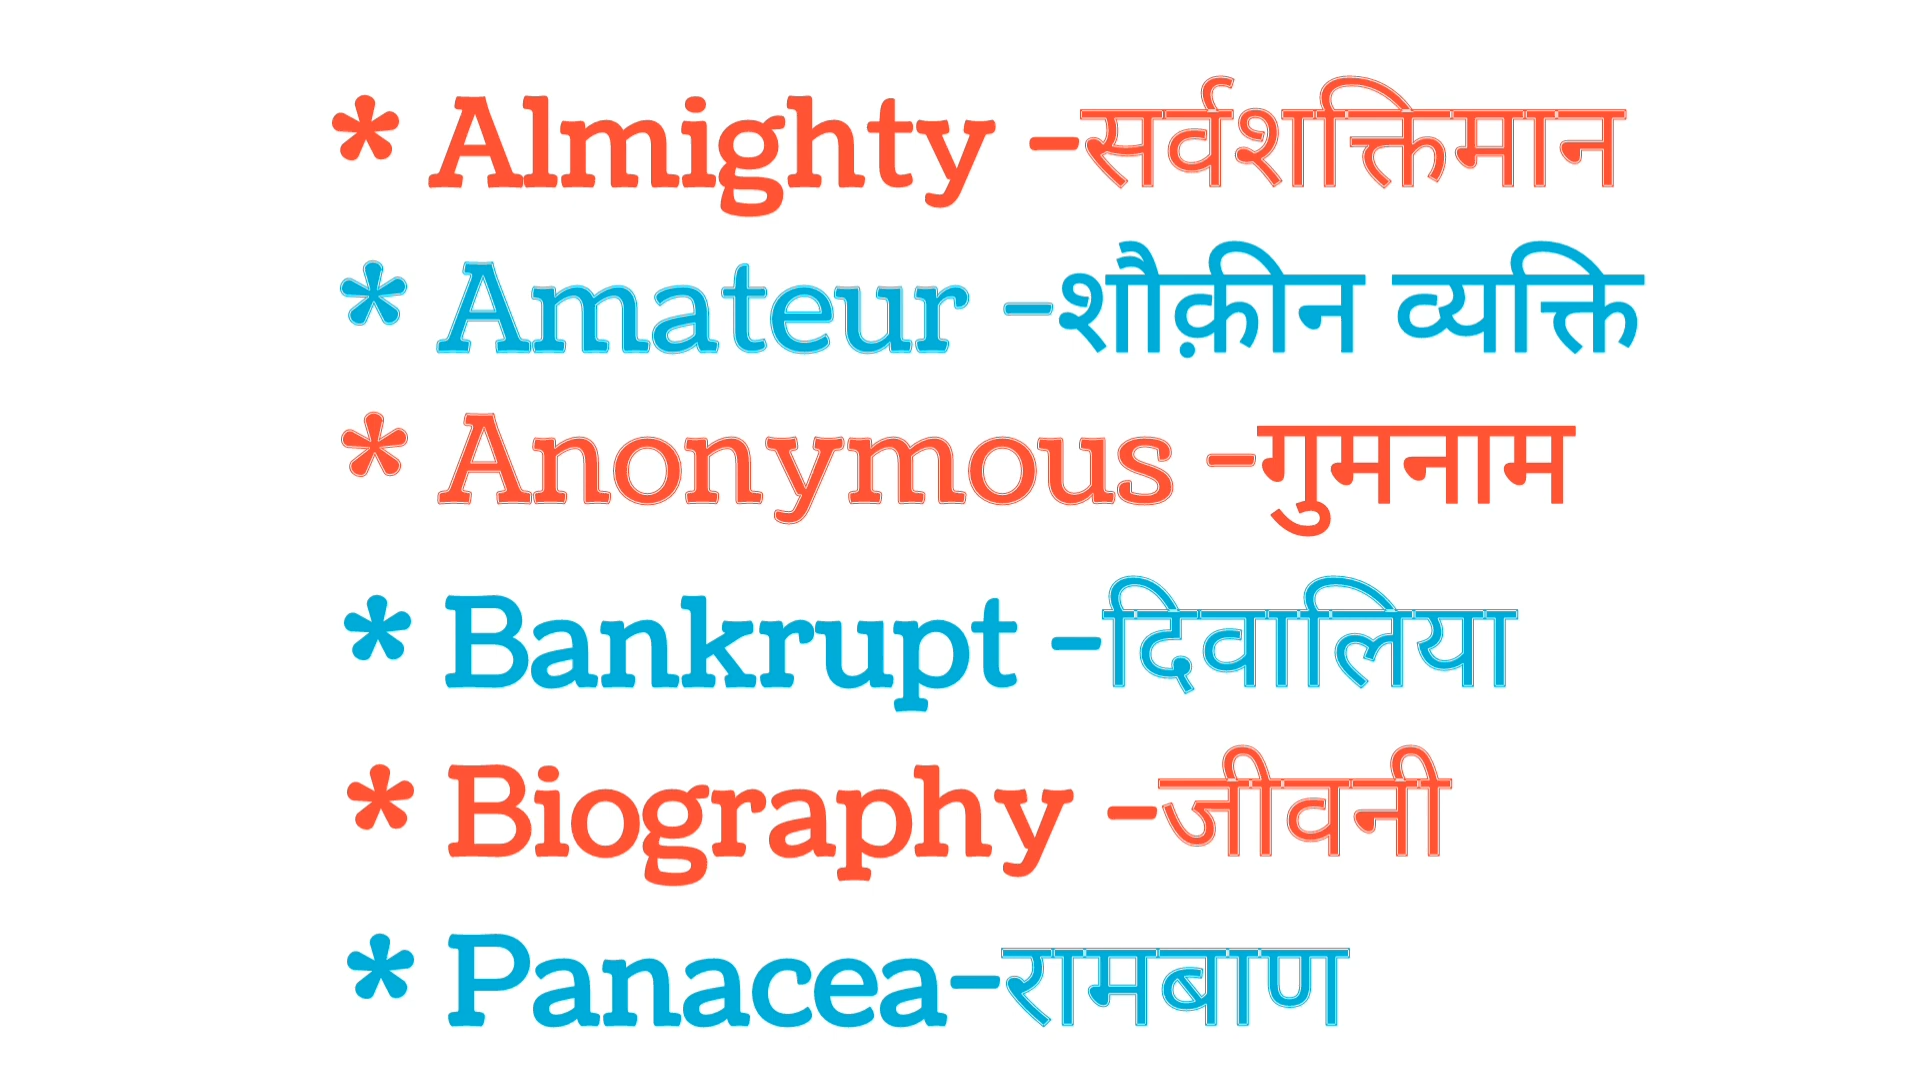 * Almighty -सर्वशक्तिमान
* Amateur -शौक़ीन व्यक्ति
* Anonymous -गुमनाम
* Bankrupt -दिवालिया
* Biography -जीवनी
* Panacea-रामबाण